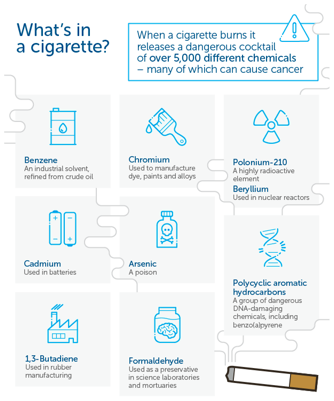 What's in
a cigarette?
When a cigarette burns it
releases a dangerous cocktail
of over 5,000 different chemicals
– many of which can cause cancer
Benzene
An industrial solvent,
refined from crude oil
Chromium
Used to manufacture
dye, paints and alloys
Polonium-210
A highly radioactive
element
Beryllium
Used in nuclear reactors
Cadmium
Used in batteries
Arsenic
A poison
Polycyclic aromatic
hydrocarbons
A group of dangerous
DNA-damaging
chemicals, including
benzo(a)pyrene
1,3-Butadiene
Used in rubber
manufacturing
Formaldehyde
Used as a preservative
in science laboratories
and mortuaries